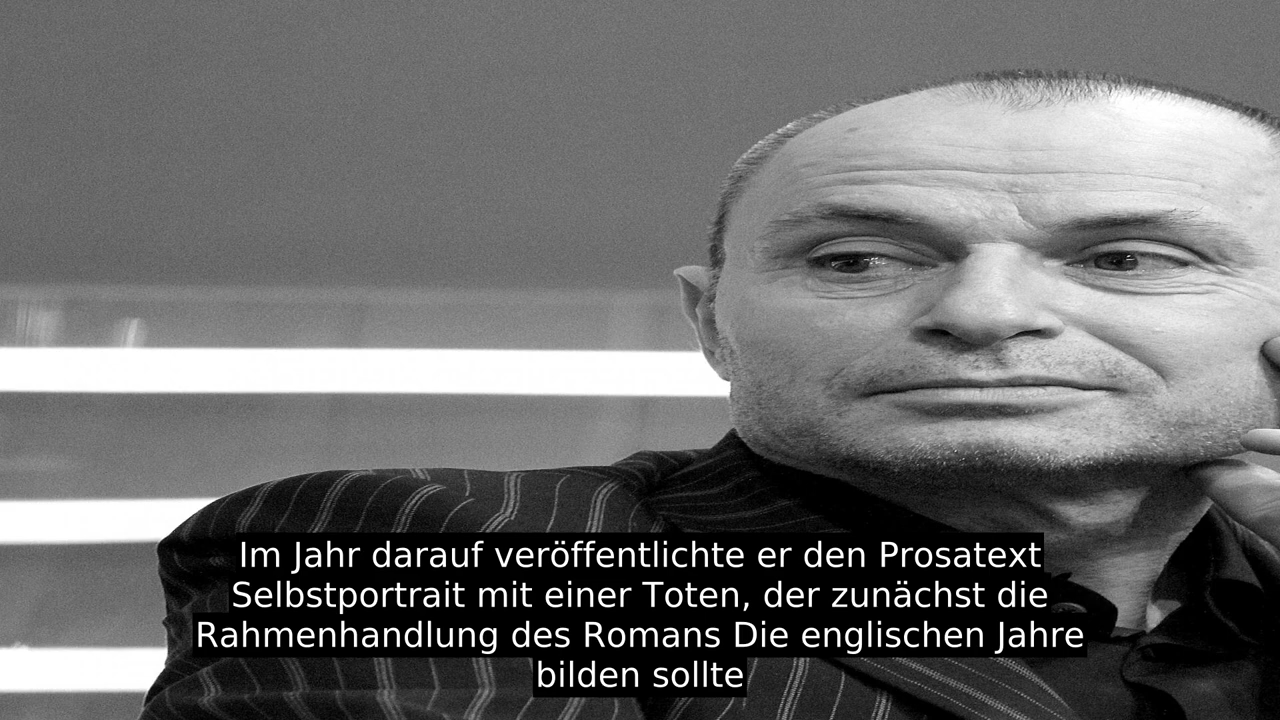 Im Jahr darauf veröffentlichte er den Prosatext
Selbstportrait mit einer Toten, der zunächst die
Rahmenhandlung des Romans Die englischen Jahre
bilden sollte